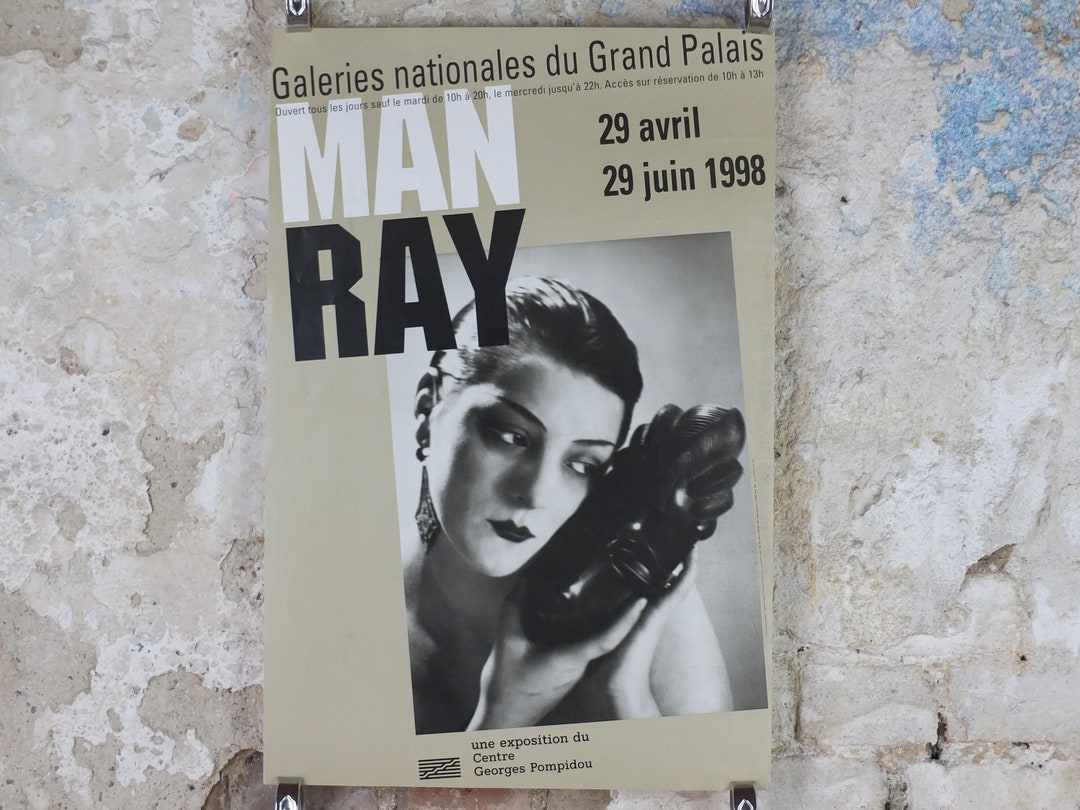 Galeries nationales du Grand Palais
Ouvert tous les jours sauf le mardi de 10h à 20h, le mercredi jusqu'à 22h. Accès sur réservation de 10h à 13h
MAN
RAY
29 avril
29 juin 1998
une exposition du
Centre
Georges Pompidou